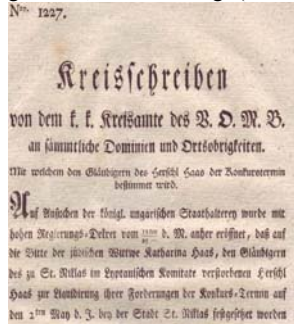 Nro. 1227.
Kreisschreiben
von dem k. k. Kreisamte des V. O. M. B.
an sämmtliche Dominien und Ortsobrigkeiten.
Mit welchem den Gläubigern des Herschl Haas der Konkurstermin
bestimmet wird.
Auf Ansuchen der königl. ungarischen Staathalterey wurde mit
hohen Regierungs-Dekret vom d. M. anher eröffnet, daß auf
die Bitte der jüdischen Wittwe Katharina Haas, den Gläubigern
des zu St. Niklas im Lyptauischen Komitate verstorbenen Herschl
Haas zur Liquidirung ihrer Forderungen der Konkurs-Termin auf
den 2ten May d. J. bey der Stadt St. Niklas festgesetzet worden